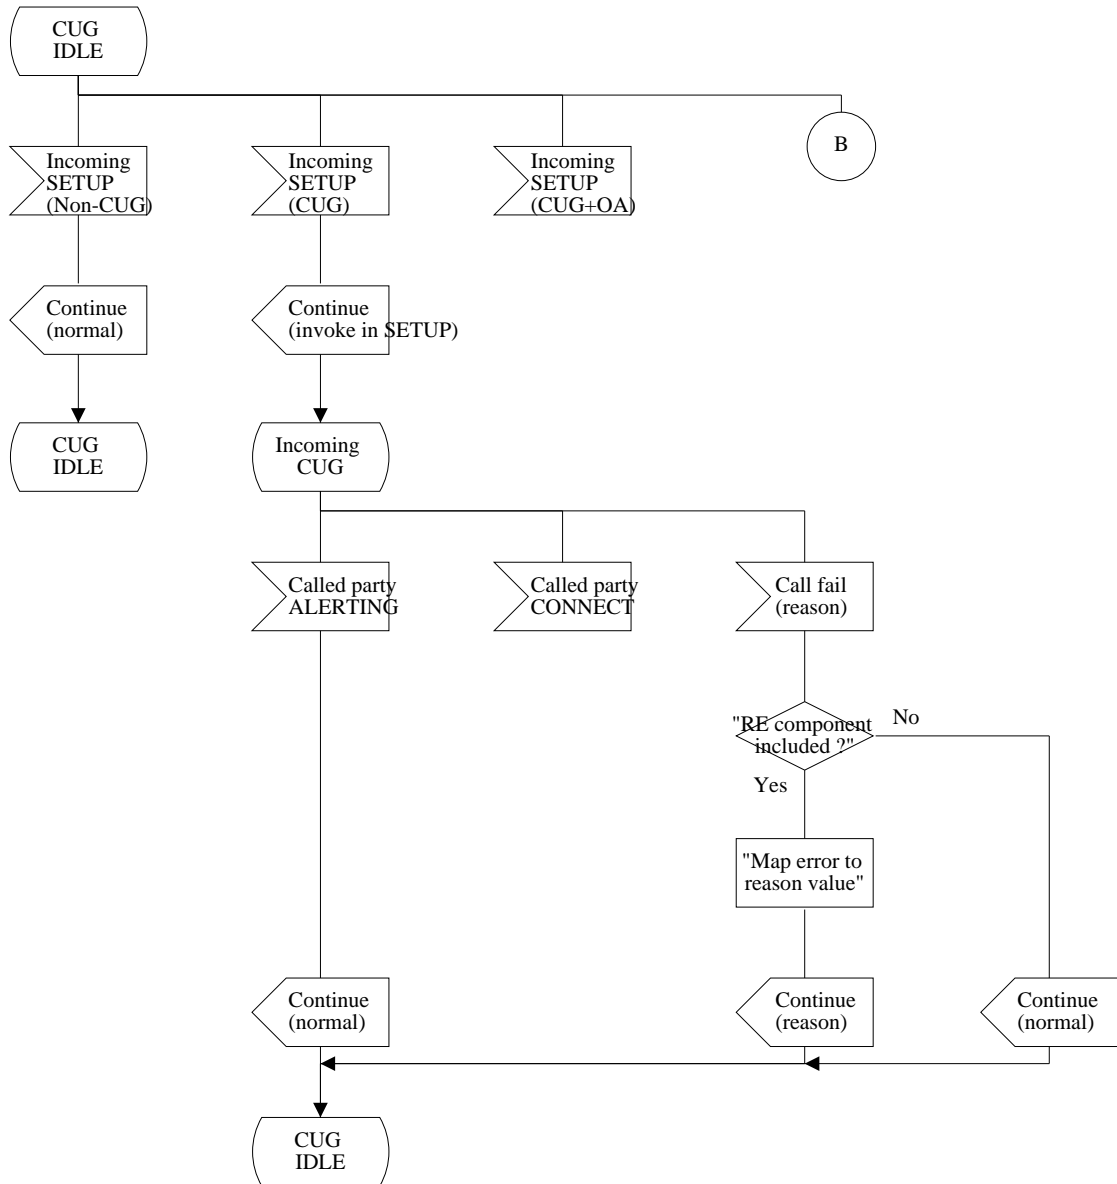 CUG
IDLE
B
Incoming
SETUP
(Non-CUG)
Incoming
SETUP
(CUG)
Incoming
SETUP
(CUG+OA)
Continue
(normal)
Continue
(invoke in SETUP)
CUG
IDLE
Incoming
CUG
Called party
ALERTING
Called party
CONNECT
Call fail
(reason)
"RE component
included ?"
No
Yes
"Map error to
reason value"
Continue
(normal)
Continue
(reason)
Continue
(normal)
CUG
IDLE